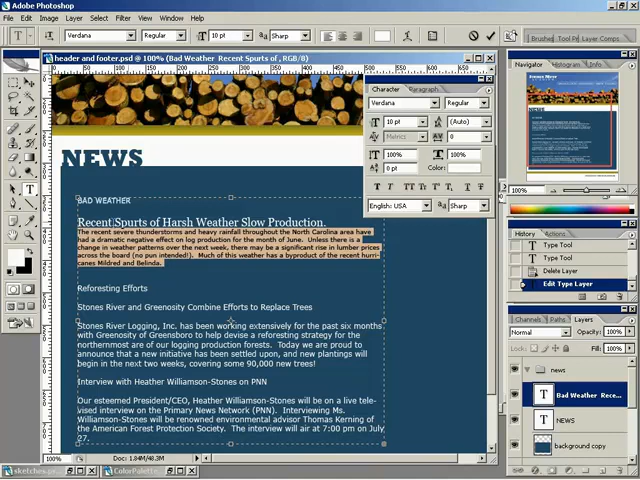 Adobe Photoshop
File Edit Image Layer Select Filter View Window Help
Verdana Regular 10 pt Sharp Brushes Tool Pr Layer Comps
header and footer.psd @ 100% (Bad Weather Recent Spurts of , RGB/8)
Navigator Histogram Info
Character Paragraph
Verdana Regular
10 pt (Auto)
Metrics 0
100% 100%
0 pt Color:
T T TT Tr T T T
English: USA Sharp
NEWS
BAD WEATHER
Recent Spurts of Harsh Weather Slow Production.
The recent severe thunderstorms and heavy rainfall throughout the North Carolina area have
had a dramatic negative effect on log production for the month of June. Unless there is a
change in weather patterns over the next week, there may be a significant rise in lumber prices
across the board (no pun intended!). Much of this weather has a byproduct of the recent hurri-
canes Mildred and Belinda.
Reforesting Efforts
Stones River and Greenosity Combine Efforts to Replace Trees
Stones River Logging, Inc. has been working extensively for the past six months
with Greenosity of Greensboro to help devise a reforesting strategy for the
northernmost are of our logging production forests. Today we are proud to
announce that a new initiative has been settled upon, and new plantings will
begin in the next two weeks, covering some 90,000 new trees!
Interview with Heather Williamson-Stones on PNN
Our esteemed President/CEO, Heather Williamson-Stones will be on a live tele-
vised interview on the Primary News Network (PNN). Interviewing Ms.
Williamson-Stones will be renowned environmental advisor Thomas Kerning of
the American Forest Protection Society. The interview will air at 7:00 pm on July
27.
100%
History Actions
Type Tool
Type Tool
Delete Layer
Edit Type Layer
Channels Paths Layers
Normal Opacity: 100%
Lock: Fill: 100%
news
Bad Weather Rece...
NEWS
background copy
100% Doc: 1.84M/48.3M
sketches.p... ColorPalette...